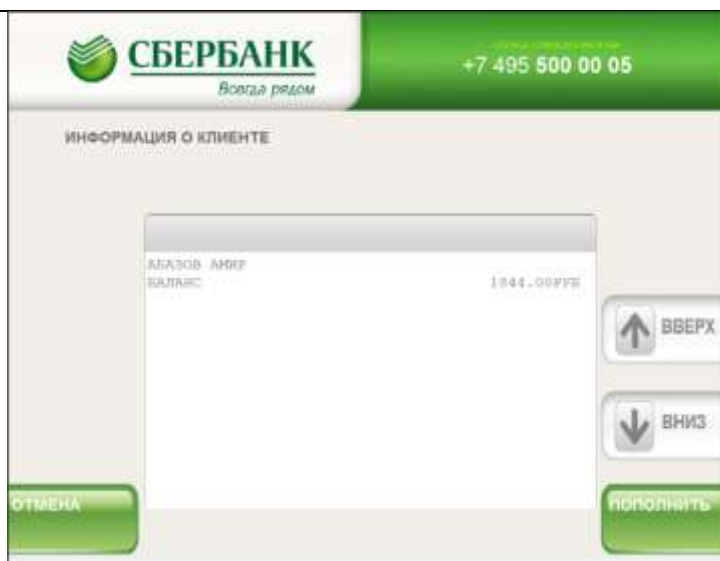 СБЕРБАНК
Всегда рядом
+7 495 500 00 05
ИНФОРМАЦИЯ О КЛИЕНТЕ
АБАЗОВ АМИР
БАЛАНС 1844.00РУБ
ВВЕРХ
ВНИЗ
ОТМЕНА
ПОПОЛНИТЬ